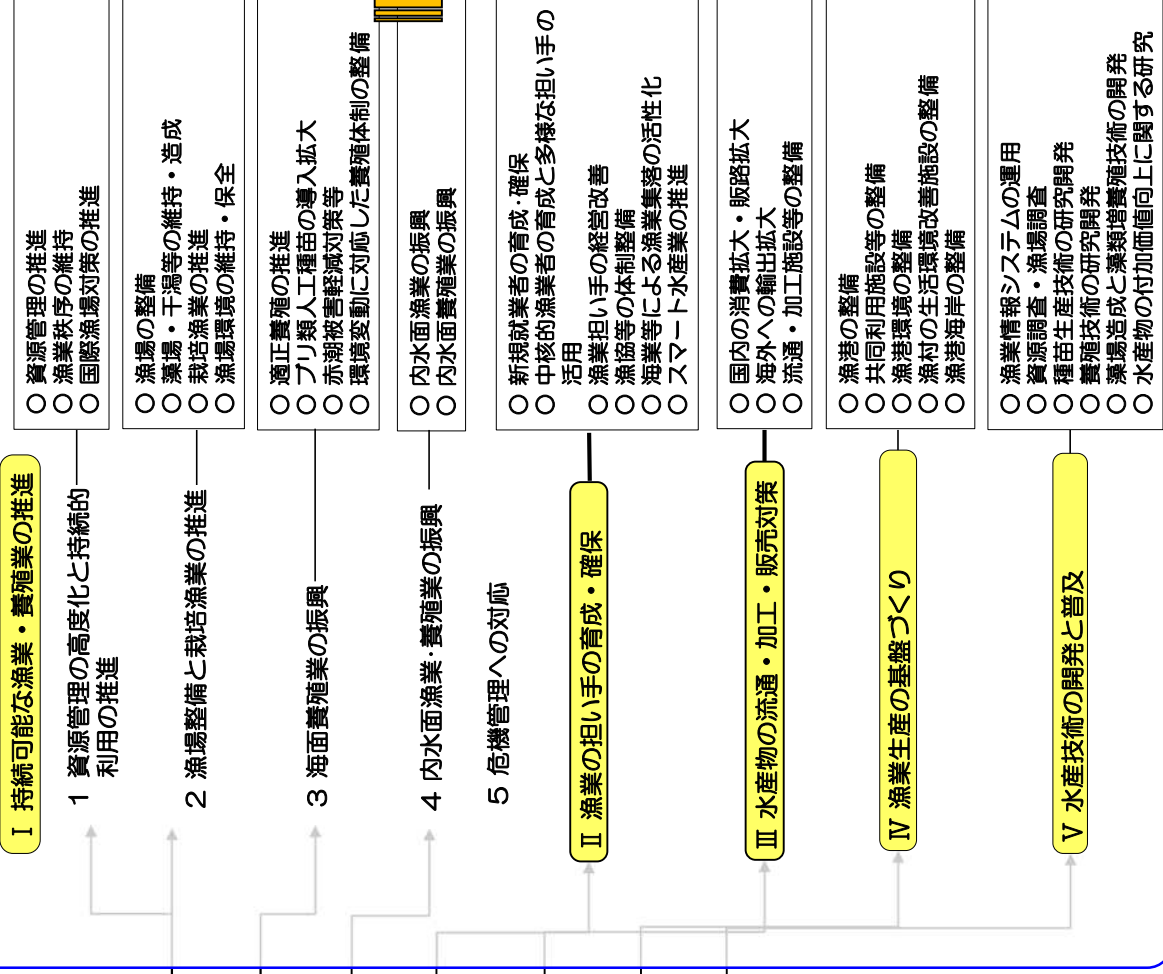 Ⅰ 持続可能な漁業・養殖業の推進
1 資源管理の高度化と持続的
利用の推進
○ 資源管理の推進
○ 漁業秩序の維持
○ 国際漁場対策の推進
2 漁場整備と栽培漁業の推進
○ 漁場の整備
○ 藻場・干潟等の維持・造成
○ 栽培漁業の推進
○ 漁場環境の維持・保全
3 海面養殖業の振興
○ 適正養殖の推進
○ ブリ類人工種苗の導入拡大
○ 赤潮被害軽減対策等
○ 環境変動に対応した養殖体制の整備
4 内水面漁業・養殖業の振興
○ 内水面漁業の振興
○ 内水面養殖業の振興
5 危機管理への対応
Ⅱ 漁業の担い手の育成・確保
○ 新規就業者の育成・確保
○ 中核的漁業者の育成と多様な担い手の
活用
○ 漁業担い手の経営改善
○ 漁協等の体制整備
○ 海業等による漁業集落の活性化
○ スマート水産業の推進
Ⅲ 水産物の流通・加工・販売対策
○ 国内の消費拡大・販路拡大
○ 海外への輸出拡大
○ 流通・加工施設等の整備
Ⅳ 漁業生産の基盤づくり
○ 漁港の整備
○ 共同利用施設等の整備
○ 漁港環境の整備
○ 漁村の生活環境改善施設の整備
○ 漁港海岸の整備
Ⅴ 水産技術の開発と普及
○ 漁業情報システムの運用
○ 資源調査・漁場調査
○ 種苗生産技術の研究開発
○ 養殖技術の研究開発
○ 藻場造成と藻類増養殖技術の開発
○ 水産物の付加価値向上に関する研究